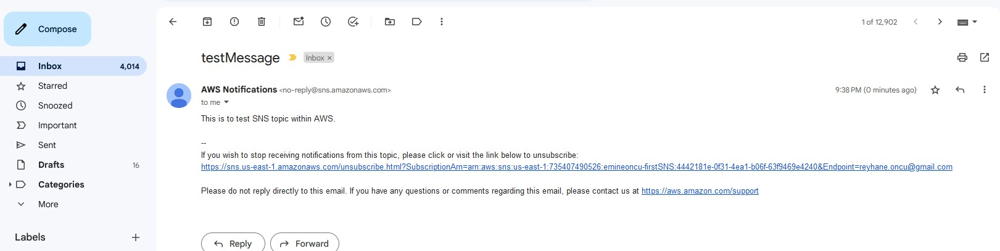 Compose
1 of 12,902
Inbox 4,014
testMessage Inbox ×
Starred
AWS Notifications <no-reply@sns.amazonaws.com> 9:38 PM (0 minutes ago)
to me
Snoozed
This is to test SNS topic within AWS.
Important
Sent
--
If you wish to stop receiving notifications from this topic, please click or visit the link below to unsubscribe:
Drafts 16
https://sns.us-east-1.amazonaws.com/unsubscribe.html?SubscriptionArn=arn:aws:sns:us-east-1:735407490526:emineoncu-firstSNS:4442181e-0f31-4ea1-b06f-63f9469e4240&Endpoint=reyhane.oncu@gmail.com
Categories
Please do not reply directly to this email. If you have any questions or comments regarding this email, please contact us at https://aws.amazon.com/support
More
Labels +
Reply Forward